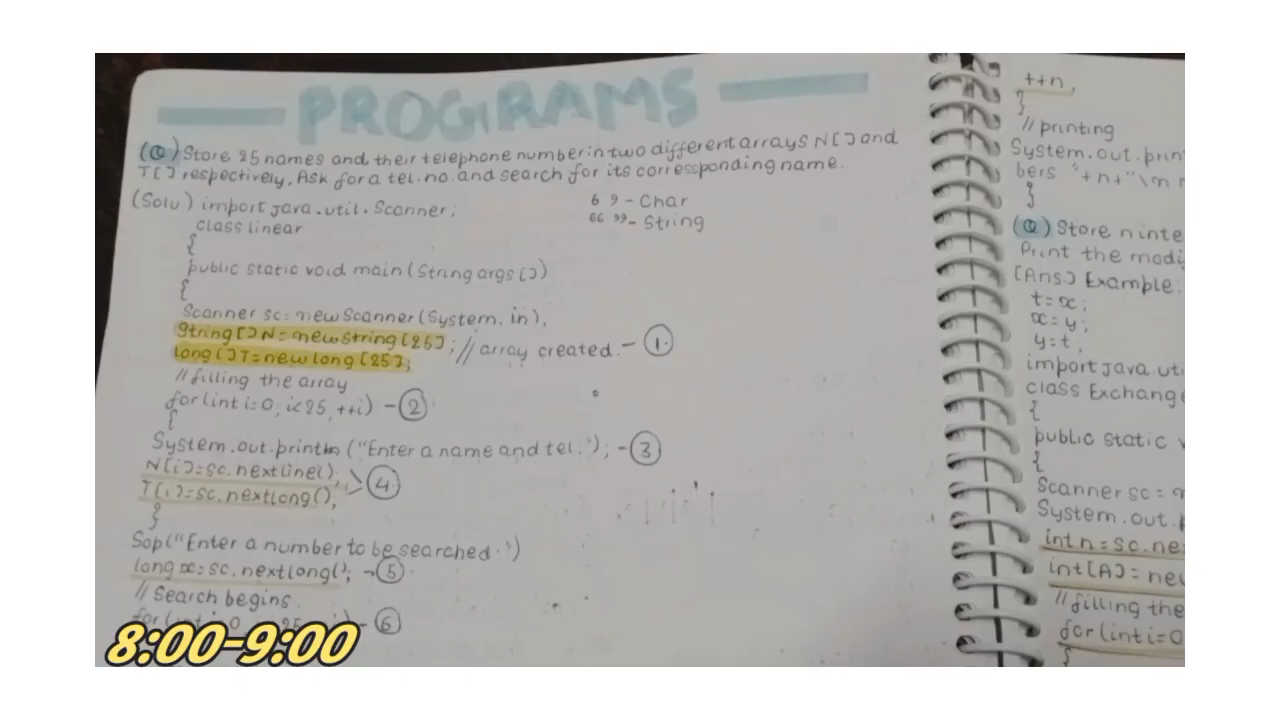 PROGRAMS
(Q) Store 25 names and their telephone number in two different arrays N[] and
T[] respectively. Ask for a tel. no. and search for its corressponding name.
(Solu) import java.util.Scanner;
6 9 - Char
66 99 - String
class linear
{
public static void main (String args[])
{
Scanner sc = new Scanner (System.in),
String[] N = new String [25]; // array created. - 1.
long[] T = new long [25];
// filling the array
for (int i=0, i<25, ++i) - 2
{
System.out.println ("Enter a name and tel."); - 3
N[i]=sc.nextline(),
T[i]=sc.nextlong(), > 4.
}
Sop("Enter a number to be searched.")
long x=sc.nextlong(); - 5
// Search begins
for (int - 6
8:00-9:00
++n,
}
// printing
System.out.prin
bers "+n+"\n n
}
(Q) Store n inte
Print the modi
[Ans] Example:
t=x;
x=y;
y=t,
import java.uti
class Exchange
{
public static v
{
Scanner sc = n
System.out.p
int n = sc.ne
int[A] = new
// filling the
for (int i=0
{